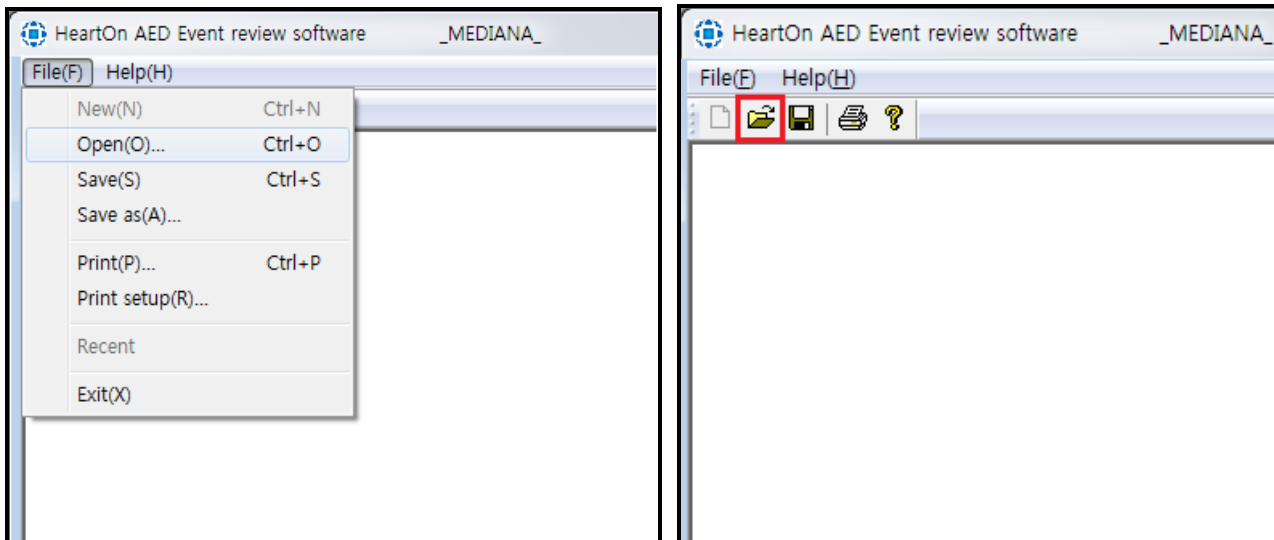 HeartOn AED Event review software _MEDIANA_
File(F) Help(H)
New(N) Ctrl+N
Open(O)... Ctrl+O
Save(S) Ctrl+S
Save as(A)...
Print(P)... Ctrl+P
Print setup(R)...
Recent
Exit(X)
HeartOn AED Event review software _MEDIANA_
File(F) Help(H)